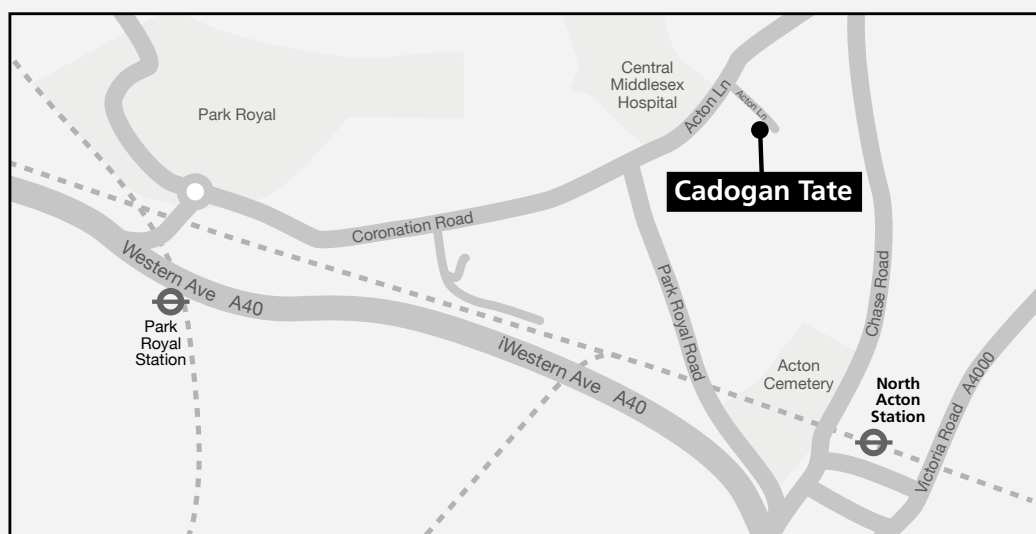 Central
Middlesex
Hospital
Park Royal
Acton Ln
Acton Ln
Cadogan Tate
Coronation Road
Western Ave A40
Park
Royal
Station
iWestern Ave A40
Park Royal Road
Chase Road
Acton
Cemetery
North
Acton
Station
Victoria Road A4000